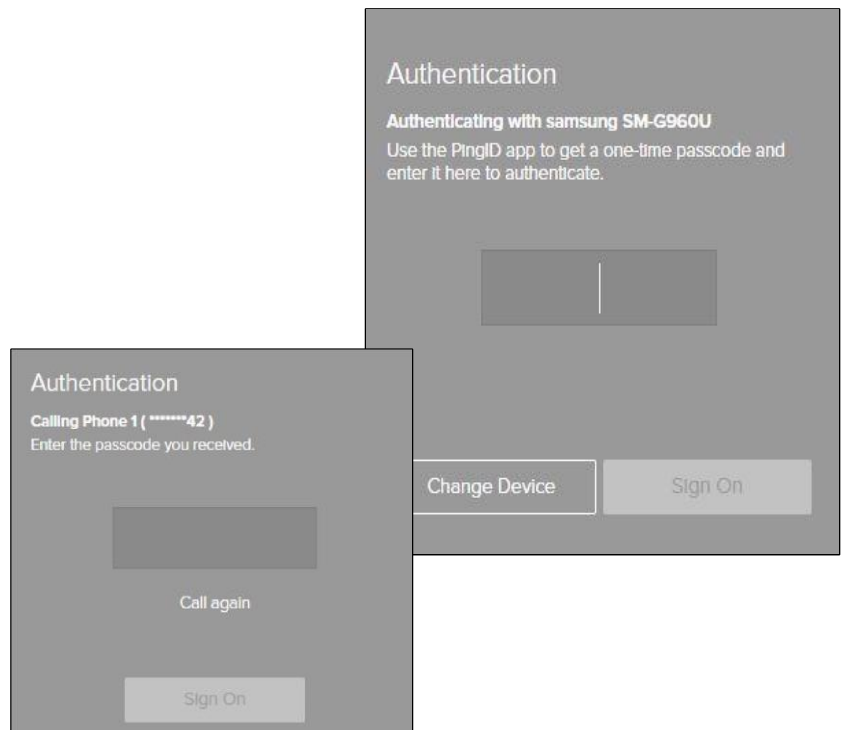 Authentication
Authenticating with samsung SM-G960U
Use the PingID app to get a one-time passcode and
enter it here to authenticate.
Change Device
Sign On
Authentication
Calling Phone 1 ( *******42 )
Enter the passcode you received.
Call again
Sign On